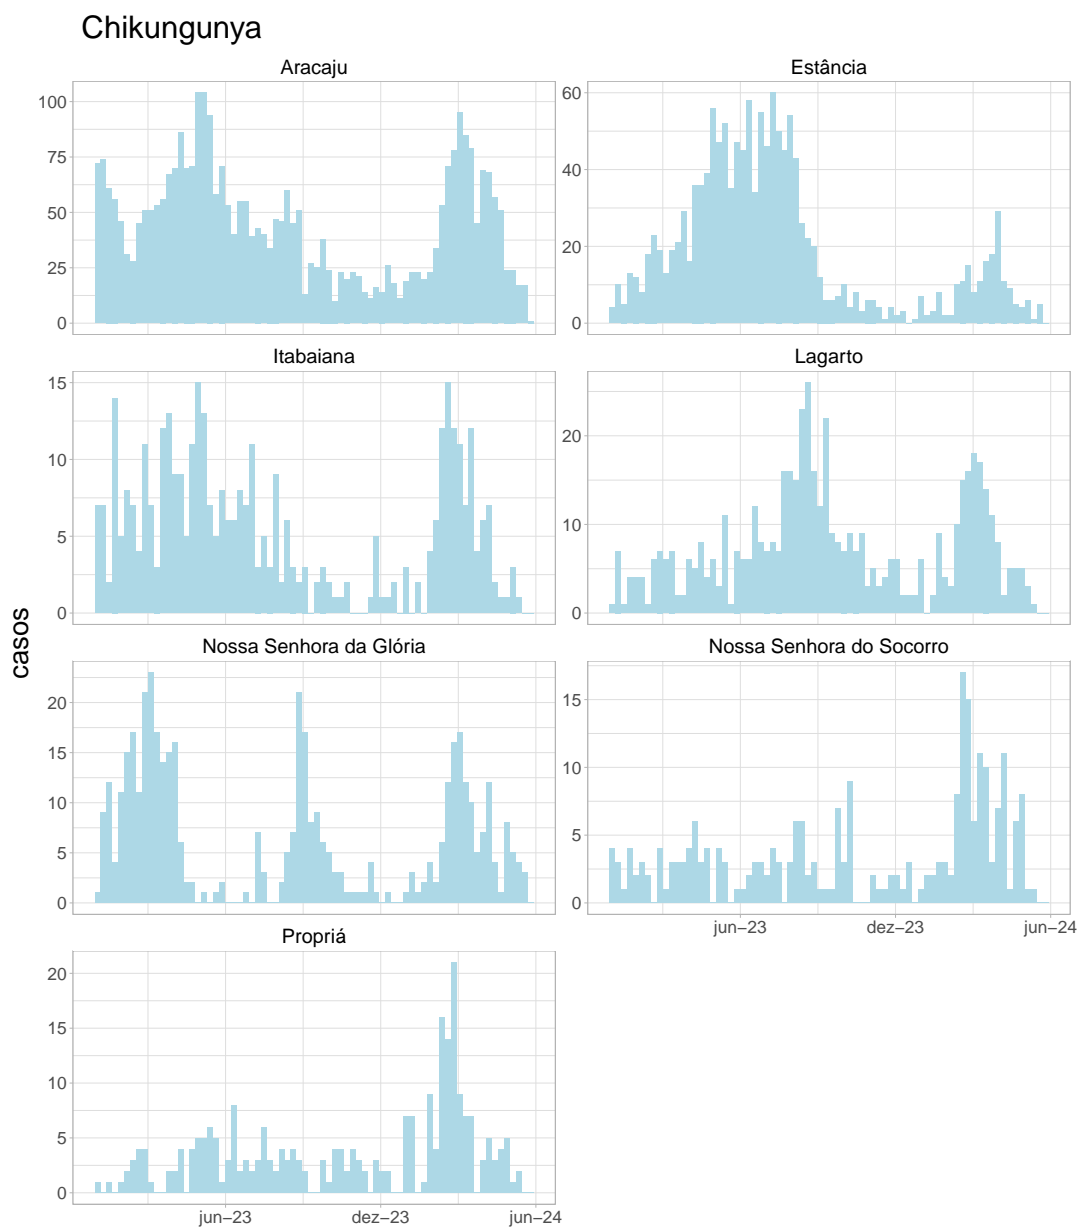 Chikungunya
Aracaju
Estância
100
75
50
25
0
60
40
20
0
Itabaiana
Lagarto
15
10
5
0
20
10
0
casos
Nossa Senhora da Glória
Nossa Senhora do Socorro
20
15
10
5
0
15
10
5
0
jun−23
dez−23
jun−24
Propriá
20
15
10
5
0
jun−23
dez−23
jun−24